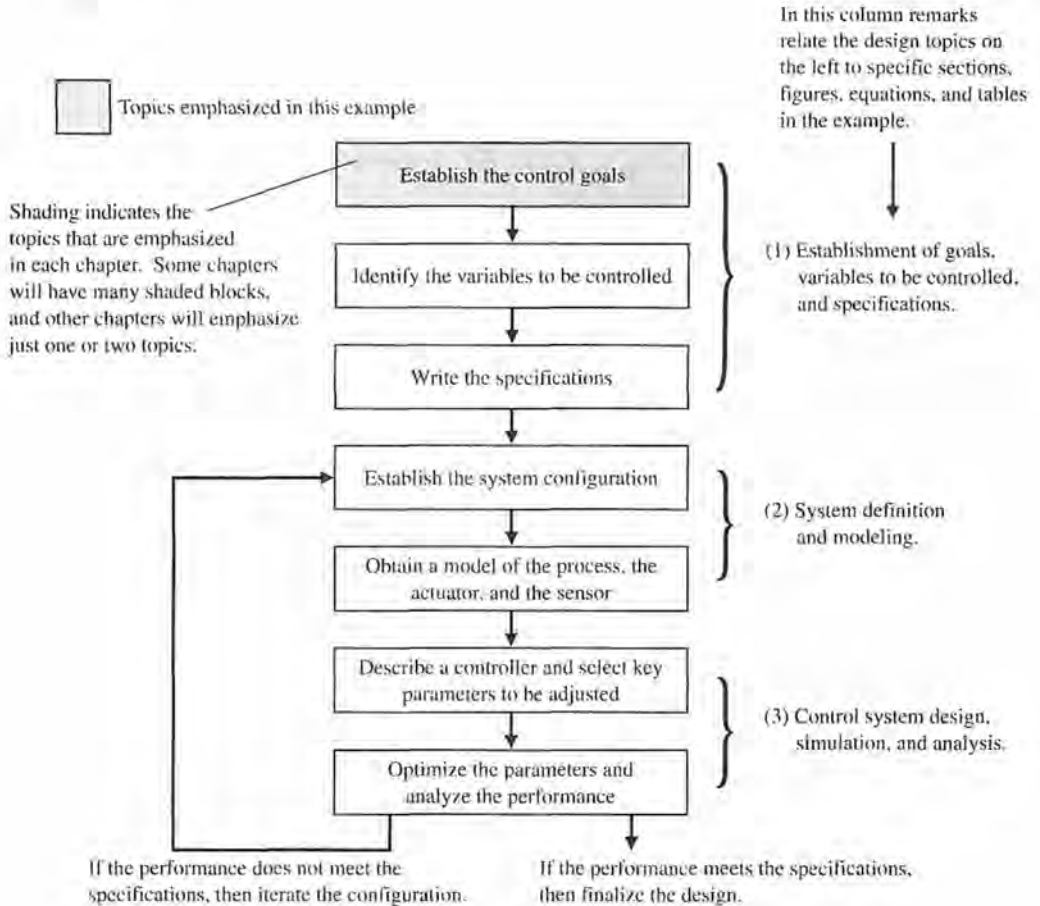 In this column remarks
relate the design topics on
the left to specific sections,
figures, equations, and tables
in the example.
Topics emphasized in this example
Establish the control goals
Shading indicates the
topics that are emphasized
in each chapter. Some chapters
will have many shaded blocks,
and other chapters will emphasize
just one or two topics.
(1) Establishment of goals,
variables to be controlled,
and specifications.
Identify the variables to be controlled
Write the specifications
Establish the system configuration
(2) System definition
and modeling.
Obtain a model of the process, the
actuator, and the sensor
Describe a controller and select key
parameters to be adjusted
(3) Control system design,
simulation, and analysis.
Optimize the parameters and
analyze the performance
If the performance does not meet the
specifications, then iterate the configuration.
If the performance meets the specifications,
then finalize the design.